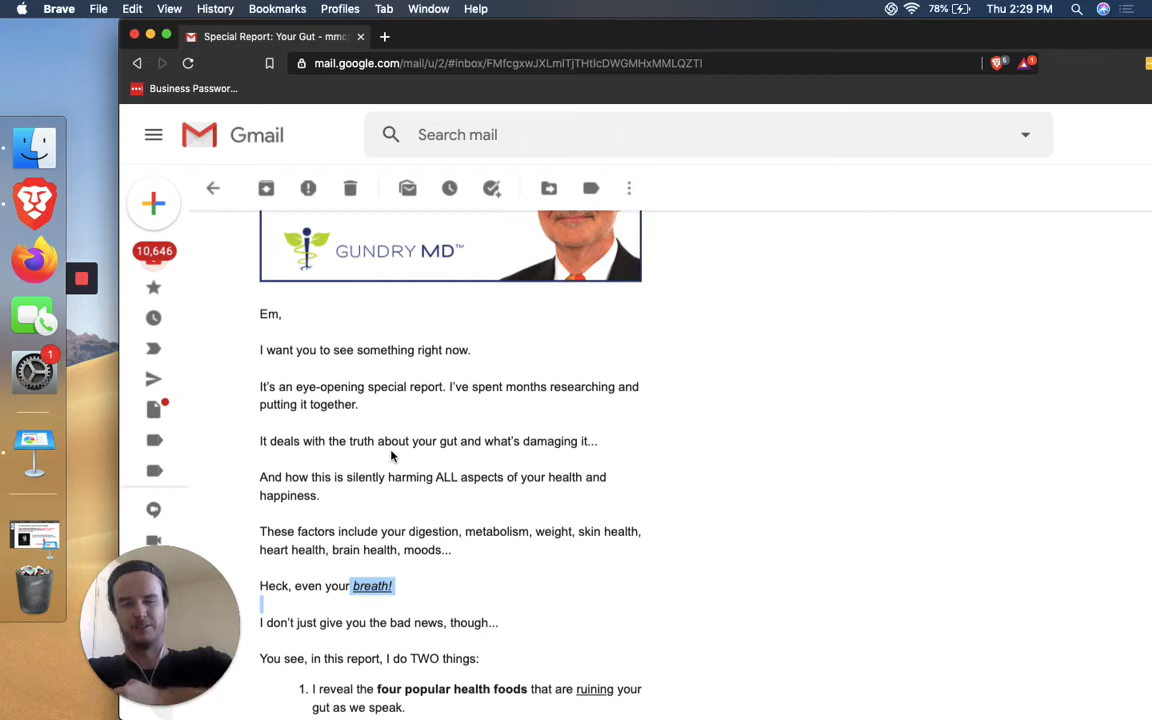 Brave File Edit View History Bookmarks Profiles Tab Window Help 78% Thu 2:29 PM
Special Report: Your Gut - mmc
mail.google.com/mail/u/2/#inbox/FMfcgxwJXLmlTjTHtlcDWGMHxMMLQZTl 5 1
Business Passwor...
Gmail Search mail
10,646
1
GUNDRY MD™
Em,
I want you to see something right now.
It's an eye-opening special report. I've spent months researching and
putting it together.
It deals with the truth about your gut and what's damaging it...
And how this is silently harming ALL aspects of your health and
happiness.
These factors include your digestion, metabolism, weight, skin health,
heart health, brain health, moods...
Heck, even your breath!
I don't just give you the bad news, though...
You see, in this report, I do TWO things:
1. I reveal the four popular health foods that are ruining your
gut as we speak.